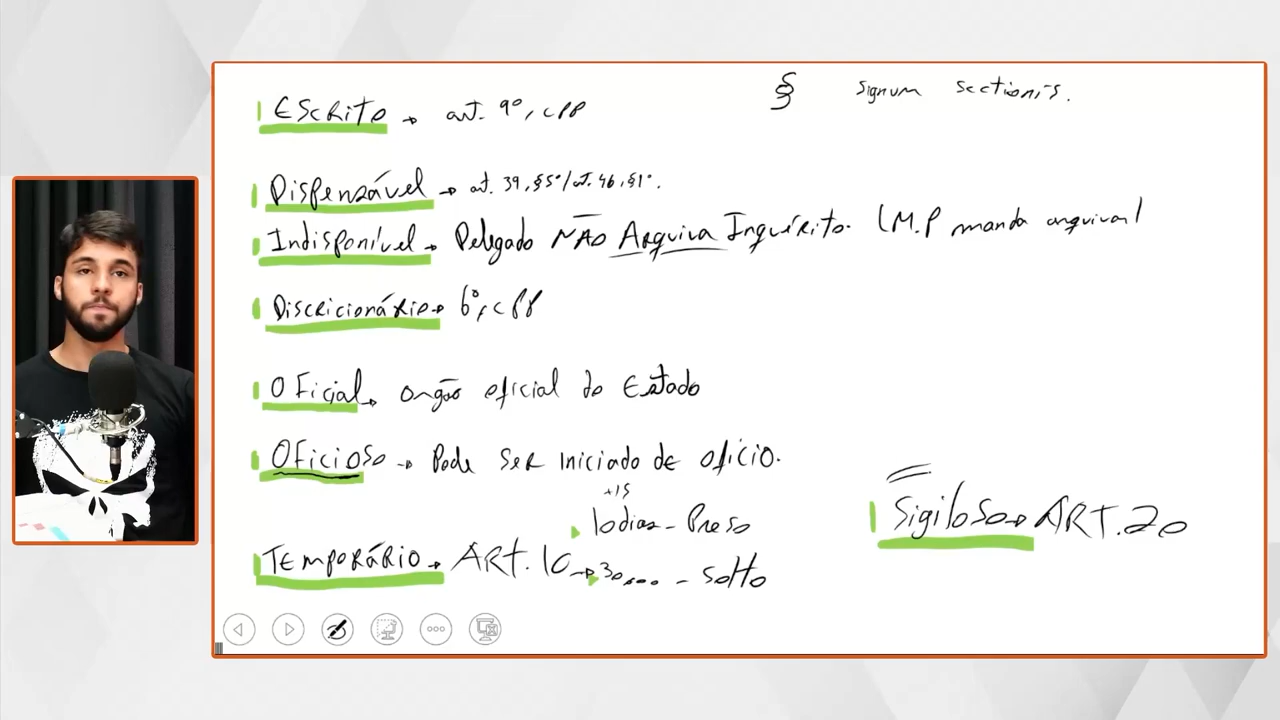 § Signum sectionis.
Escrito → art. 9º, CPP
Dispensável → art. 39, §5º/art. 46, §1º.
Indisponível → Delegado NÃO Arquiva Inquérito. (M.P manda arquivar)
Discricionário → 6º, CPP
Oficial → orgão oficial do Estado
Oficioso → Pode ser iniciado de ofício.
+15
10 dias - Preso
Temporário → ART. 10 → 30 - Solto
Sigiloso → ART. 20